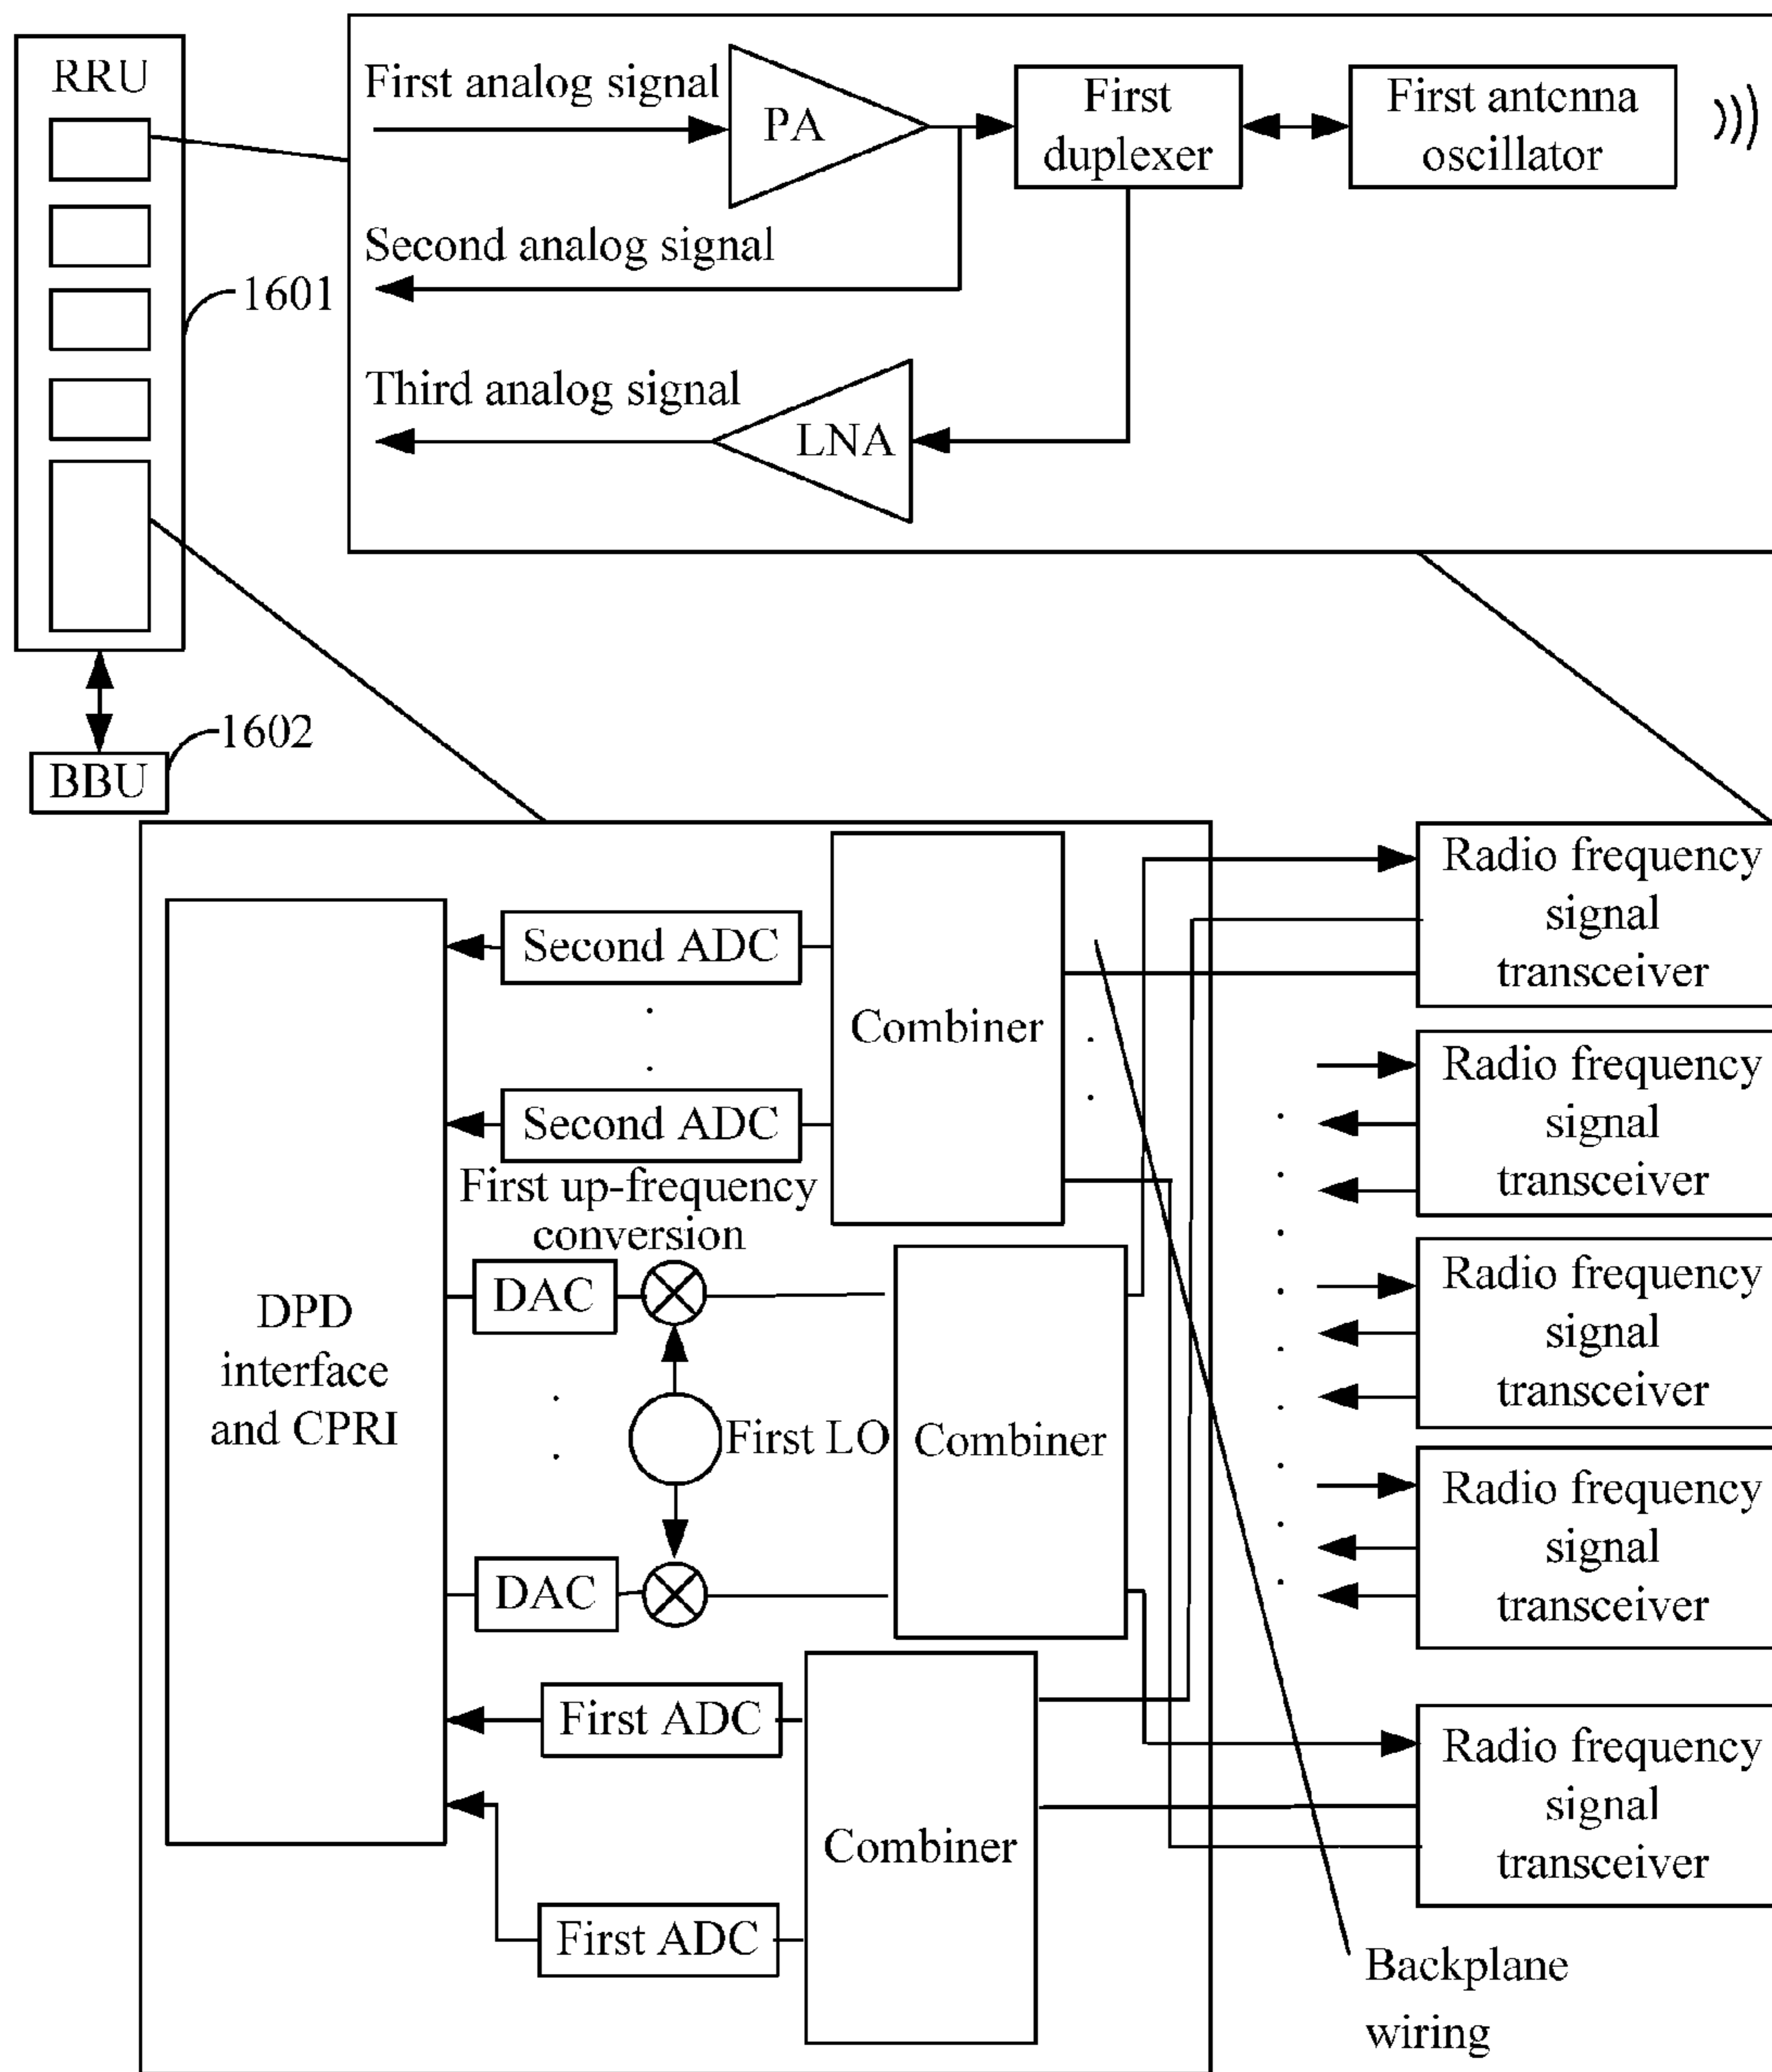 RRU
1601
1602
BBU
First analog signal
PA
First
duplexer
First antcnna
oscillator
Second analog signal
Third analog signal
LNA
DPD
interface
and CPRI
Second ADC
Second ADC
First up-frequency
conversion
DAC
First LO
DAC
First ADC
First ADC
Combiner
Combiner
Combiner
Radio frequency
signal
transceiver
Radio frequency
signal
transceiver
Radio frequency
signal
transceiver
Radio frequency
signal
transceiver
Radio frequency
signal
transceiver
Backplane
wiring